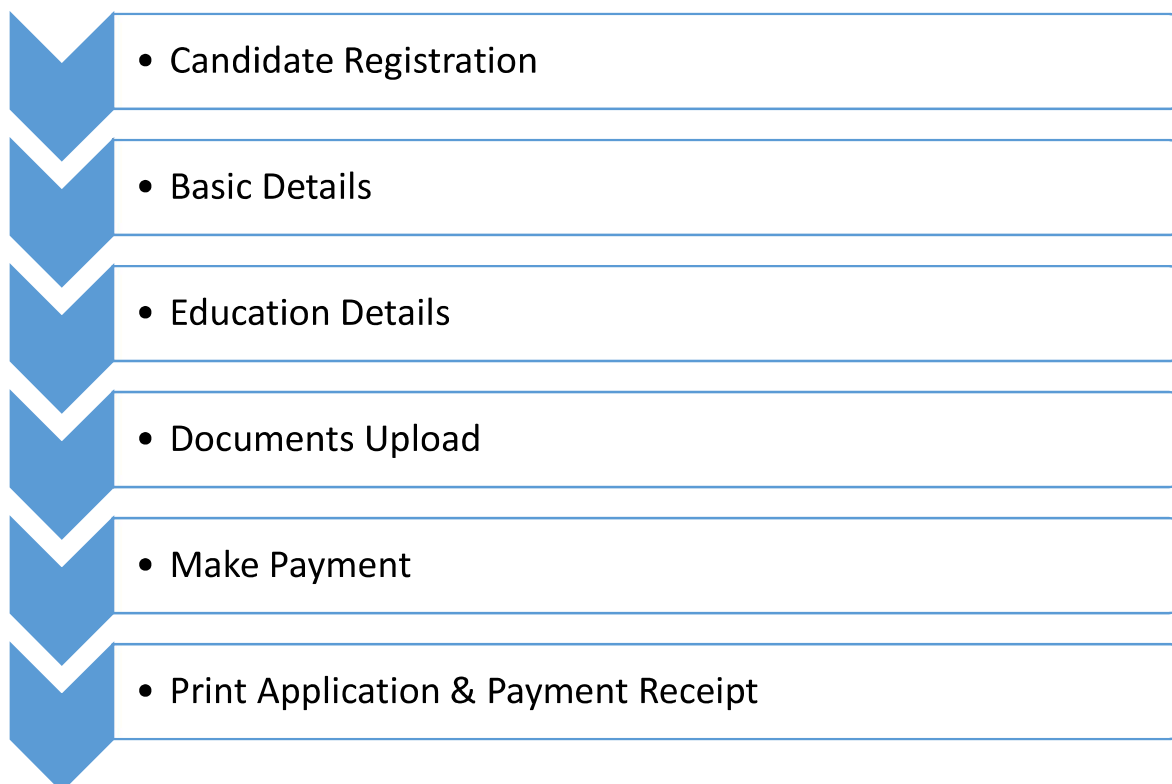 • Candidate Registration
• Basic Details
• Education Details
• Documents Upload
• Make Payment
• Print Application & Payment Receipt